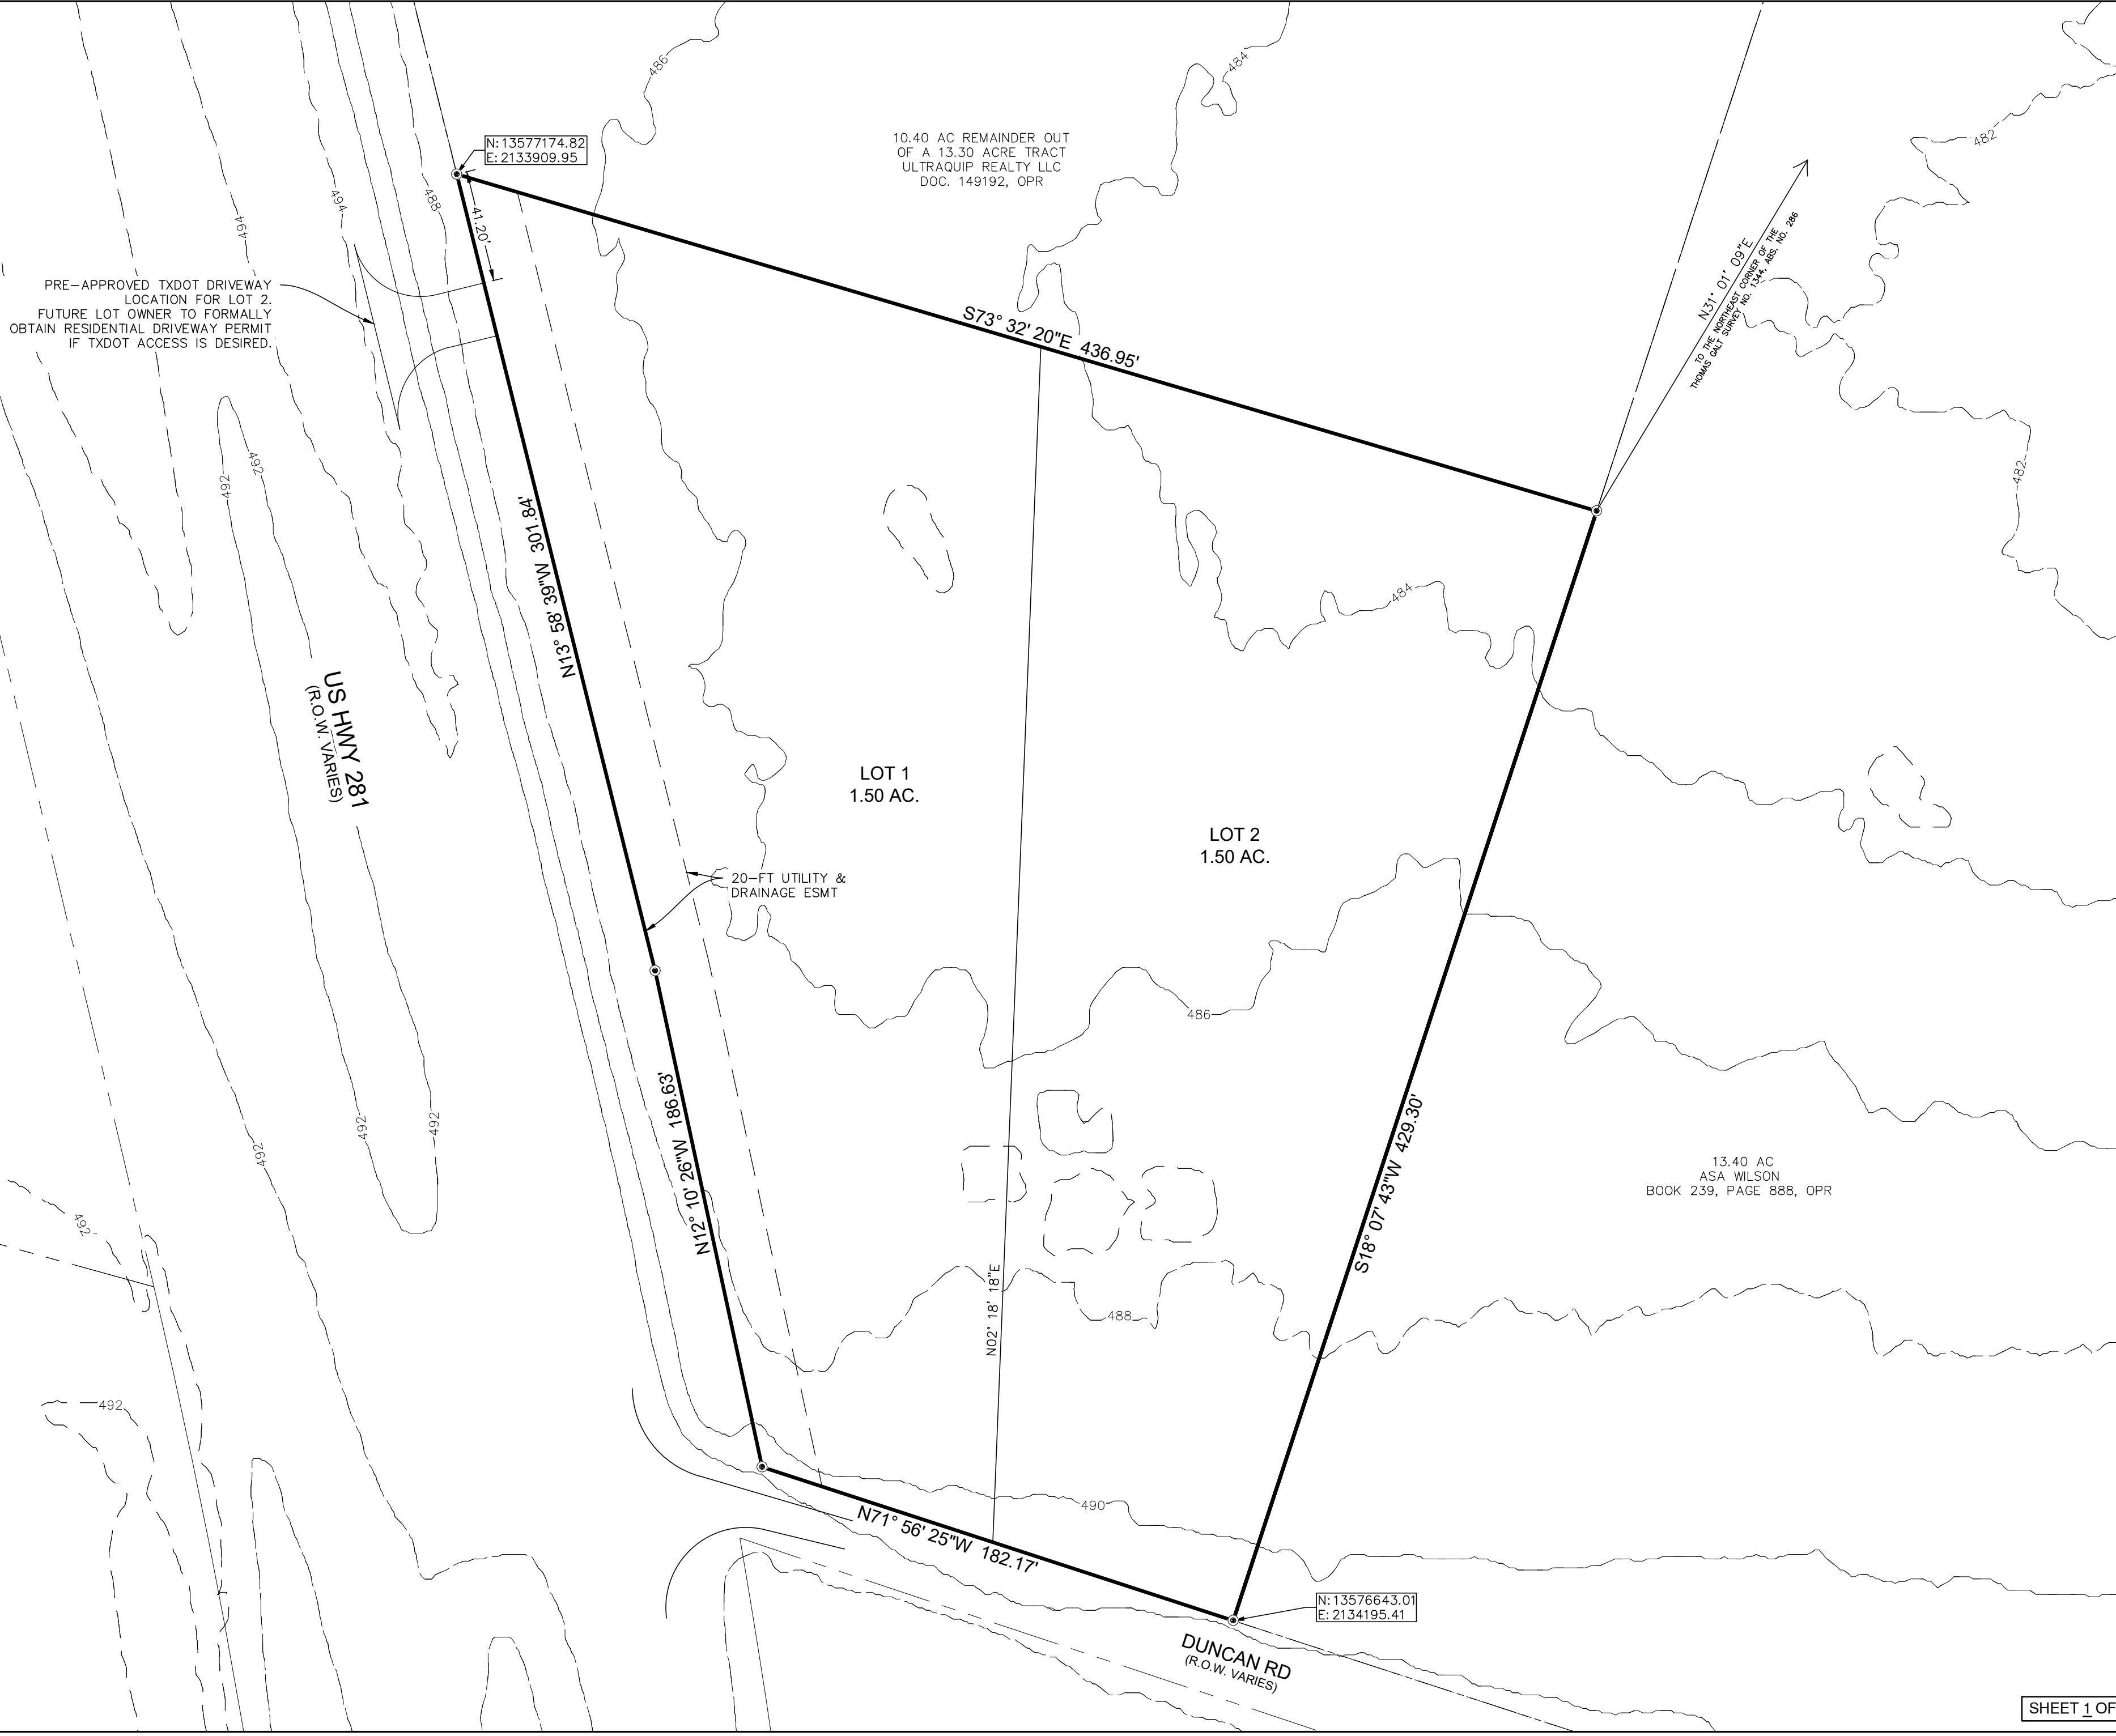 486
484
482
N:13577174.82
E: 2133909.95
10.40 AC REMAINDER OUT
OF A 13.30 ACRE TRACT
ULTRAQUIP REALTY LLC
DOC. 149192, OPR
494
494
488
41.20'
N31° 01' 09"E
TO THE NORTHEAST CORNER OF THE
THOMAS GALT SURVEY NO. 1344, ABS. NO. 286
PRE-APPROVED TXDOT DRIVEWAY
LOCATION FOR LOT 2.
FUTURE LOT OWNER TO FORMALLY
OBTAIN RESIDENTIAL DRIVEWAY PERMIT
IF TXDOT ACCESS IS DESIRED.
S73° 32' 20"E 436.95'
492
492
482
N13° 58' 39"W 301.84'
484
US HWY 281
(R.O.W. VARIES)
LOT 1
1.50 AC.
LOT 2
1.50 AC.
20-FT UTILITY &
DRAINAGE ESMT
486
492
492
492
N12° 10' 26"W 186.63'
S18° 07' 43"W 429.30'
13.40 AC
ASA WILSON
BOOK 239, PAGE 888, OPR
492
N02° 18' 18"E
488
492
490
N71° 56' 25"W 182.17'
N:13576643.01
E: 2134195.41
DUNCAN RD
(R.O.W. VARIES)
SHEET 1 OF